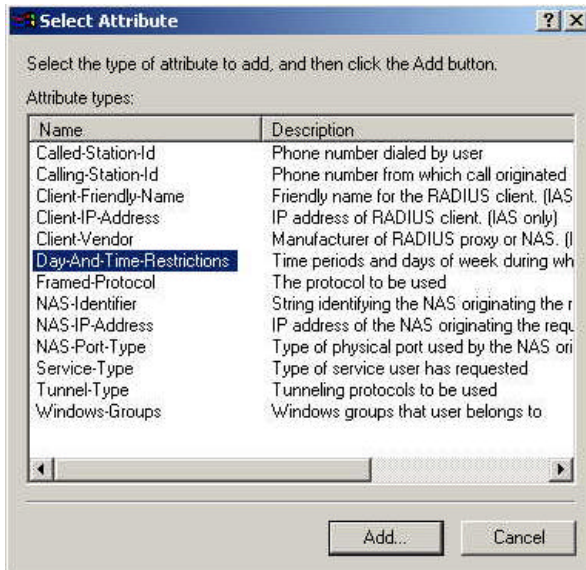 Select Attribute
Select the type of attribute to add, and then click the Add button.
Attribute types:
Name Description
Called-Station-Id Phone number dialed by user
Calling-Station-Id Phone number from which call originated
Client-Friendly-Name Friendly name for the RADIUS client. (IAS
Client-IP-Address IP address of RADIUS client. (IAS only)
Client-Vendor Manufacturer of RADIUS proxy or NAS. (I
Day-And-Time-Restrictions Time periods and days of week during wh
Framed-Protocol The protocol to be used
NAS-Identifier String identifying the NAS originating the r
NAS-IP-Address IP address of the NAS originating the requ
NAS-Port-Type Type of physical port used by the NAS ori
Service-Type Type of service user has requested
Tunnel-Type Tunneling protocols to be used
Windows-Groups Windows groups that user belongs to
Add... Cancel